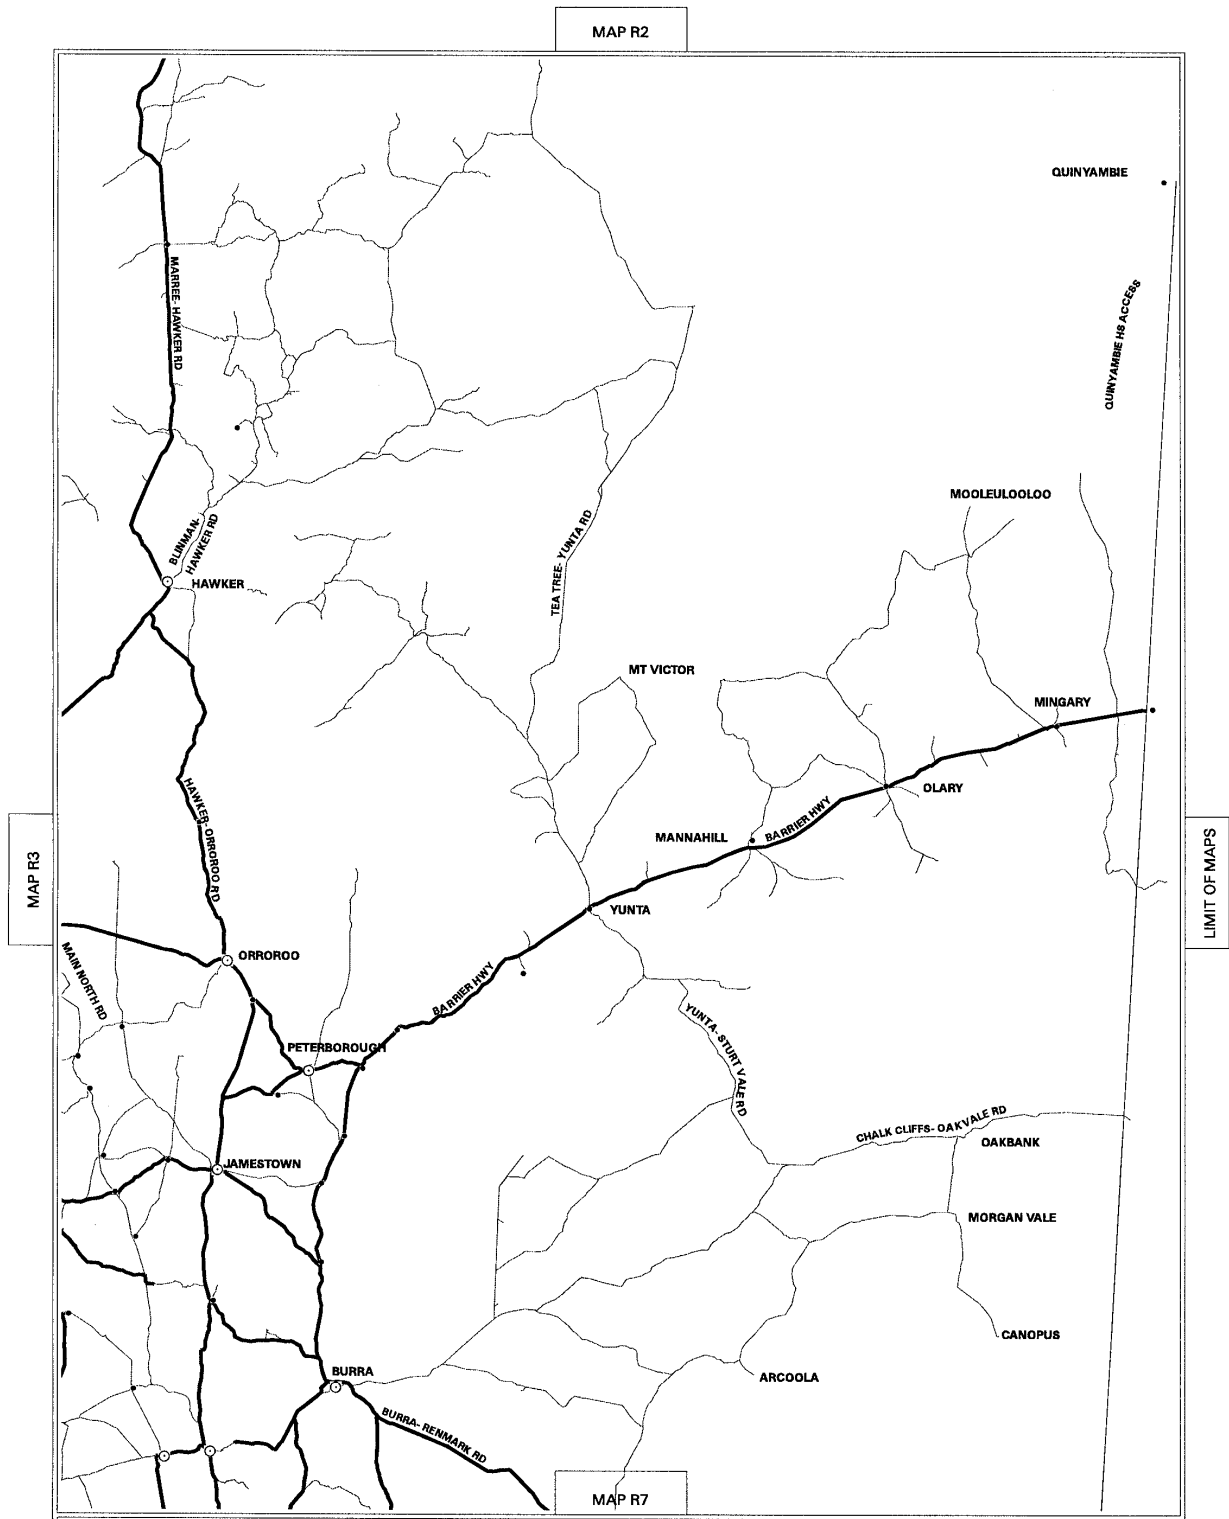 MAP R2
QUINYAMBIE
QUINYAMBIE HS ACCESS
MARREE- HAWKER RD
MOOLEULOOLOO
BLINMAN-
HAWKER RD
TEA TREE- YUNTA RD
HAWKER
MT VICTOR
MINGARY
HAWKER- ORROROO RD
OLARY
BARRIER HWY
MANNAHILL
MAP R3
LIMIT OF MAPS
YUNTA
ORROROO
MAIN NORTH RD
BARRIER HWY
YUNTA- STURT VALE RD
PETERBOROUGH
CHALK CLIFFS- OAKVALE RD
OAKBANK
JAMESTOWN
MORGAN VALE
CANOPUS
BURRA
ARCOOLA
BURRA- RENMARK RD
MAP R7